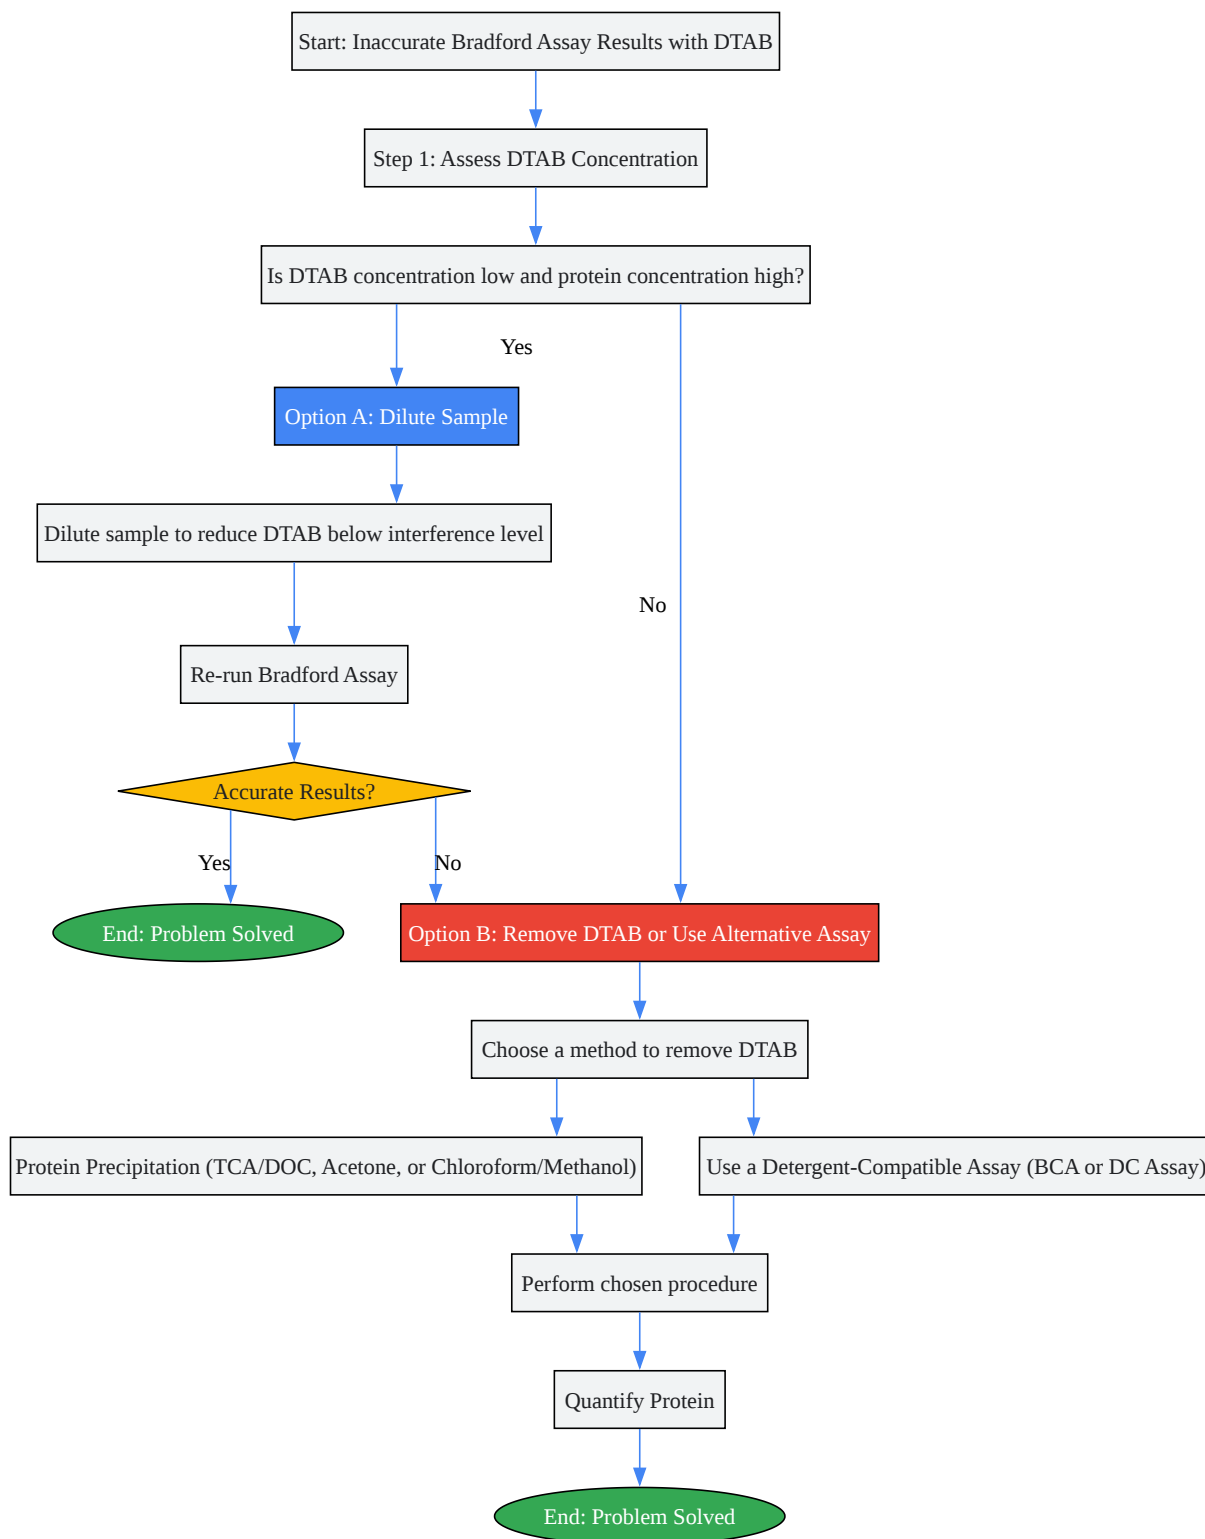 Start: Inaccurate Bradford Assay Results with DTAB
Step 1: Assess DTAB Concentration
Is DTAB concentration low and protein concentration high?
Yes
Option A: Dilute Sample
Dilute sample to reduce DTAB below interference level
No
Re-run Bradford Assay
Accurate Results?
Yes
No
End: Problem Solved
Option B: Remove DTAB or Use Alternative Assay
Choose a method to remove DTAB
Protein Precipitation (TCA/DOC, Acetone, or Chloroform/Methanol)
Use a Detergent-Compatible Assay (BCA or DC Assay)
Perform chosen procedure
Quantify Protein
End: Problem Solved